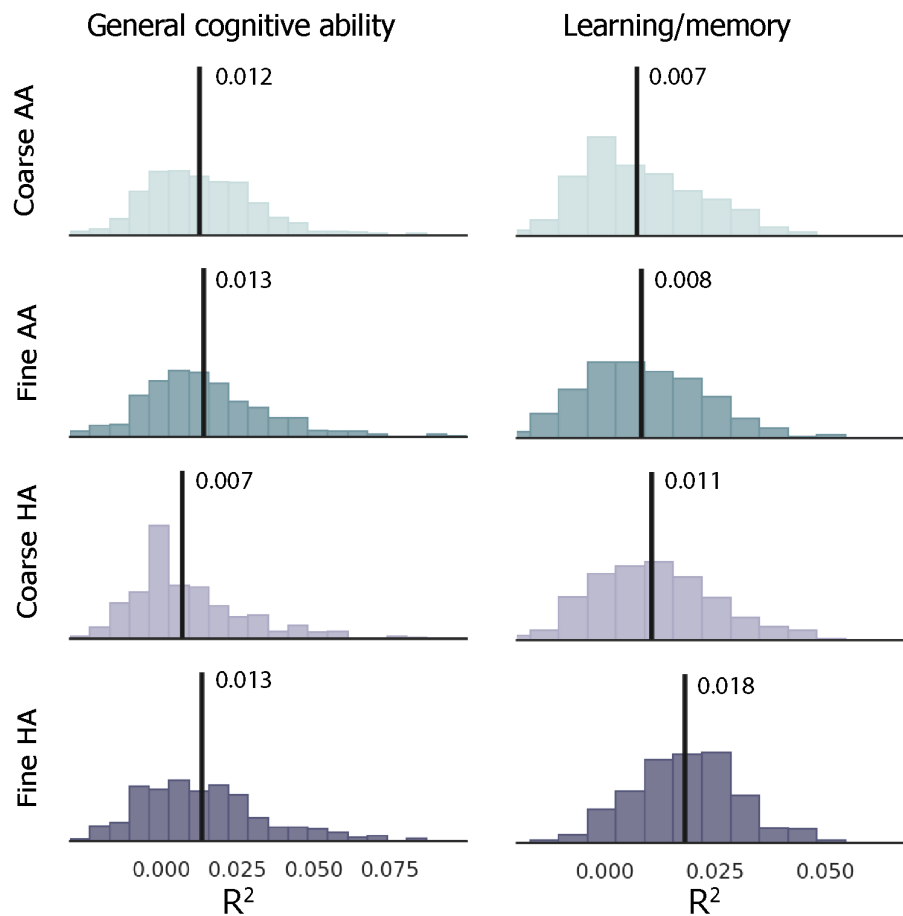 General cognitive ability
Learning/memory
Coarse AA
0.012
0.007
Fine AA
0.013
0.008
Coarse HA
0.007
0.011
Fine HA
0.013
0.018
0.000 0.025 0.050 0.075
0.000 0.025 0.050
R²
R²